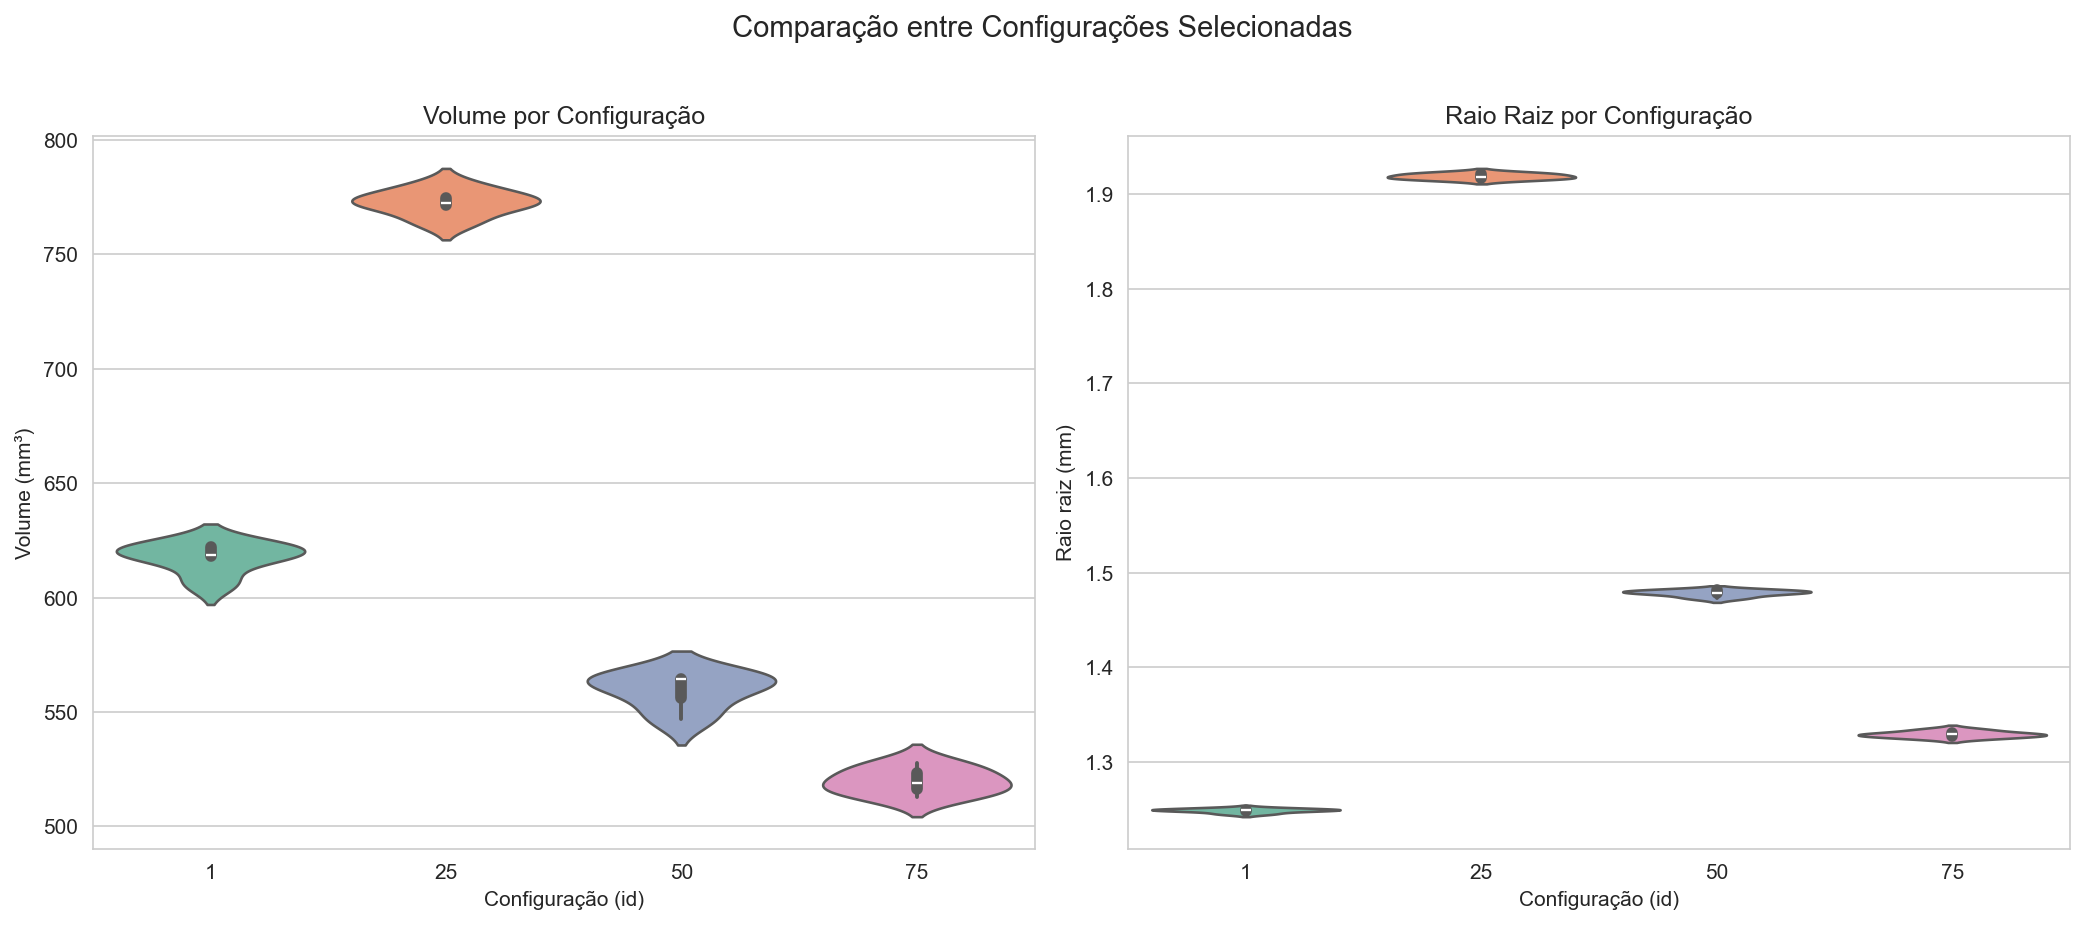 Comparação entre Configurações Selecionadas
Volume por Configuração
800
750
700
650
600
550
500
Volume (mm³)
1 25 50 75
Configuração (id)
Raio Raiz por Configuração
1.9
1.8
1.7
1.6
1.5
1.4
1.3
Raio raiz (mm)
1 25 50 75
Configuração (id)